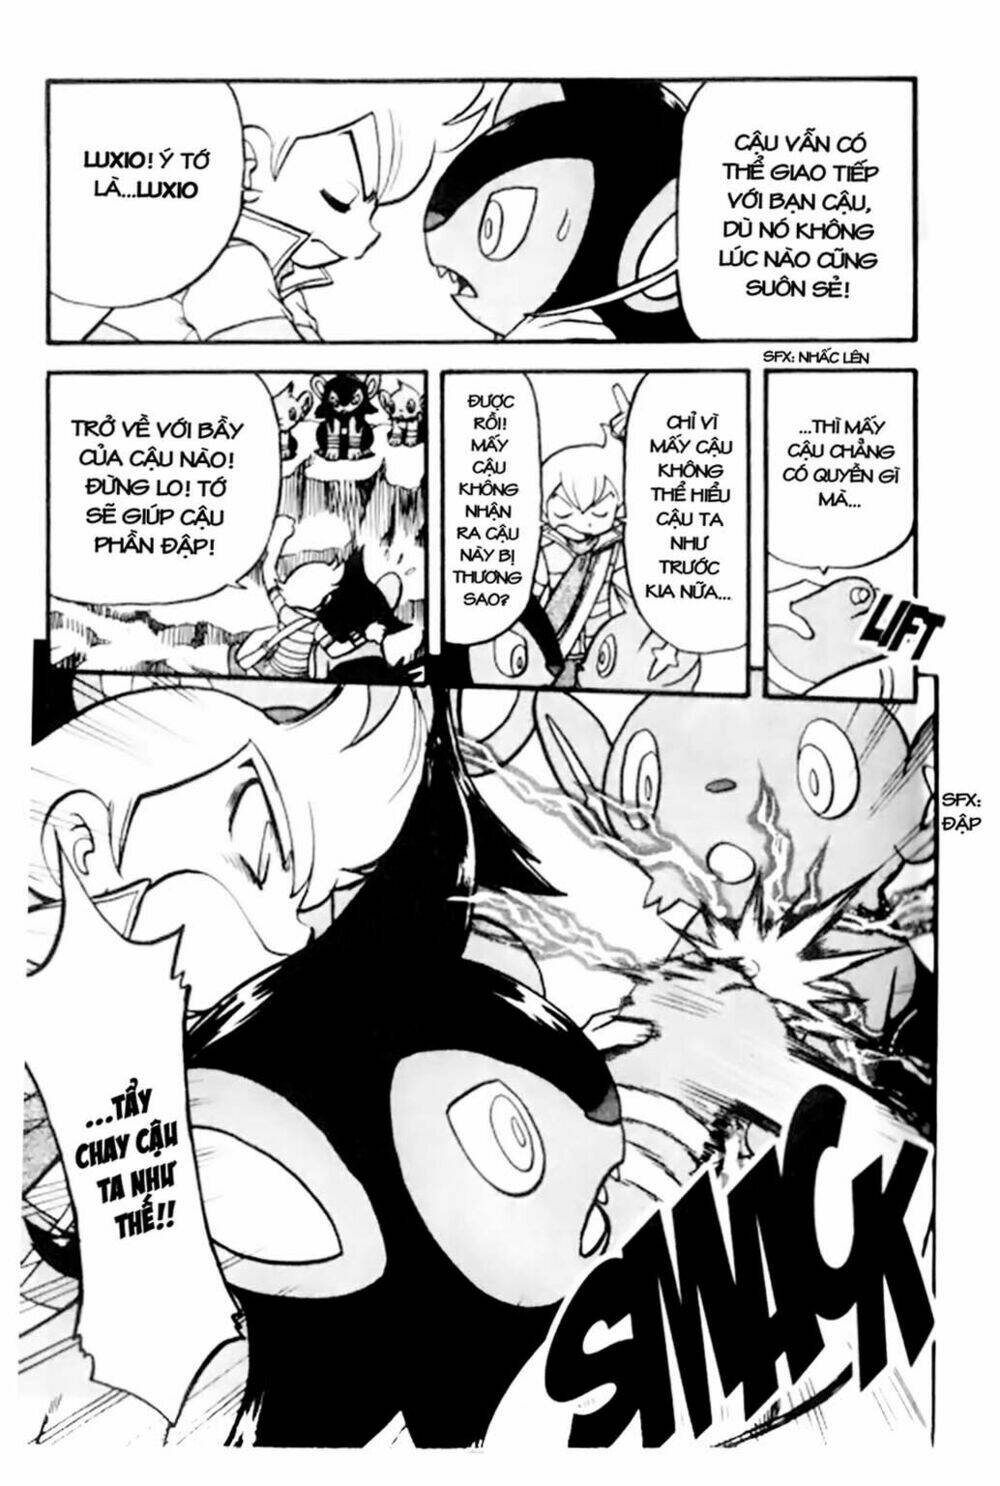 CẬU VẪN CÓ
THỂ GIAO TIẾP
VỚI BẠN CẬU,
DÙ NÓ KHÔNG
LÚC NÀO CŨNG
SUÔN SẺ!
LUXIO! Ý TỚ
LÀ...LUXIO
SFX: NHẤC LÊN
...THÌ MẤY
CẬU CHẲNG
CÓ QUYỀN GÌ
MÀ...
LIFT
CHỈ VÌ
MẤY CẬU
KHÔNG
THỂ HIỂU
CẬU TA
NHƯ
TRƯỚC
KIA NỮA...
ĐƯỢC
RỒI!
MẤY
CẬU
KHÔNG
NHẬN
RA CẬU
NÀY BỊ
THƯƠNG
SAO?
TRỞ VỀ VỚI BẦY
CỦA CẬU NÀO!
ĐỪNG LO! TỚ
SẼ GIÚP CẬU
PHẦN ĐẬP!
SFX:
ĐẬP
...TẨY
CHAY CẬU
TA NHƯ
THẾ!!
SMACK